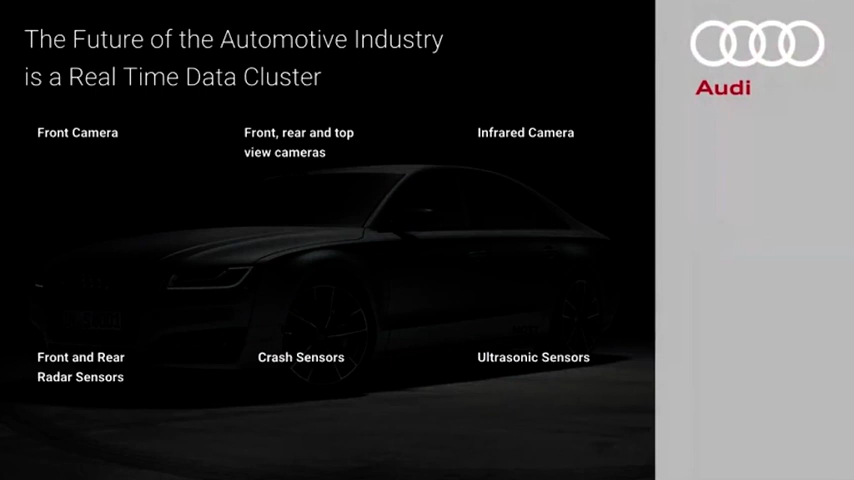 The Future of the Automotive Industry
is a Real Time Data Cluster
Audi
Front Camera
Front, rear and top
view cameras
Infrared Camera
Front and Rear
Radar Sensors
Crash Sensors
Ultrasonic Sensors